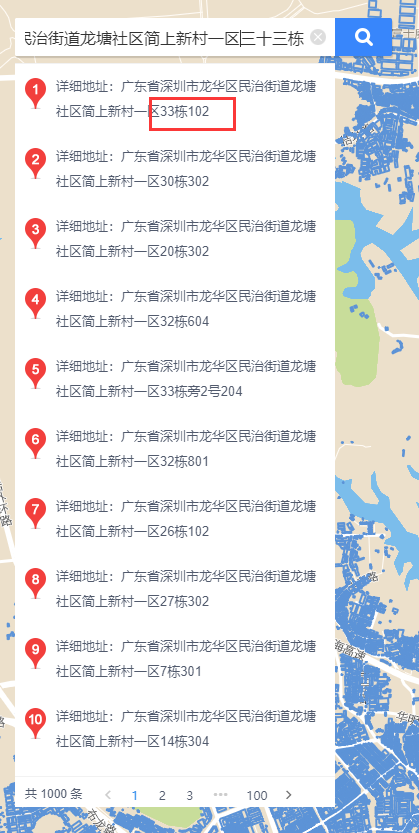 民治街道龙塘社区简上新村一区三十三栋
1 详细地址：广东省深圳市龙华区民治街道龙塘
社区简上新村一区33栋102
2 详细地址：广东省深圳市龙华区民治街道龙塘
社区简上新村一区30栋302
3 详细地址：广东省深圳市龙华区民治街道龙塘
社区简上新村一区20栋302
4 详细地址：广东省深圳市龙华区民治街道龙塘
社区简上新村一区32栋604
5 详细地址：广东省深圳市龙华区民治街道龙塘
社区简上新村一区33栋旁2号204
6 详细地址：广东省深圳市龙华区民治街道龙塘
社区简上新村一区32栋801
7 详细地址：广东省深圳市龙华区民治街道龙塘
社区简上新村一区26栋102
8 详细地址：广东省深圳市龙华区民治街道龙塘
社区简上新村一区27栋302
9 详细地址：广东省深圳市龙华区民治街道龙塘
社区简上新村一区7栋301
10 详细地址：广东省深圳市龙华区民治街道龙塘
社区简上新村一区14栋304
共 1000 条 < 1 2 3 ••• 100 >
海高速